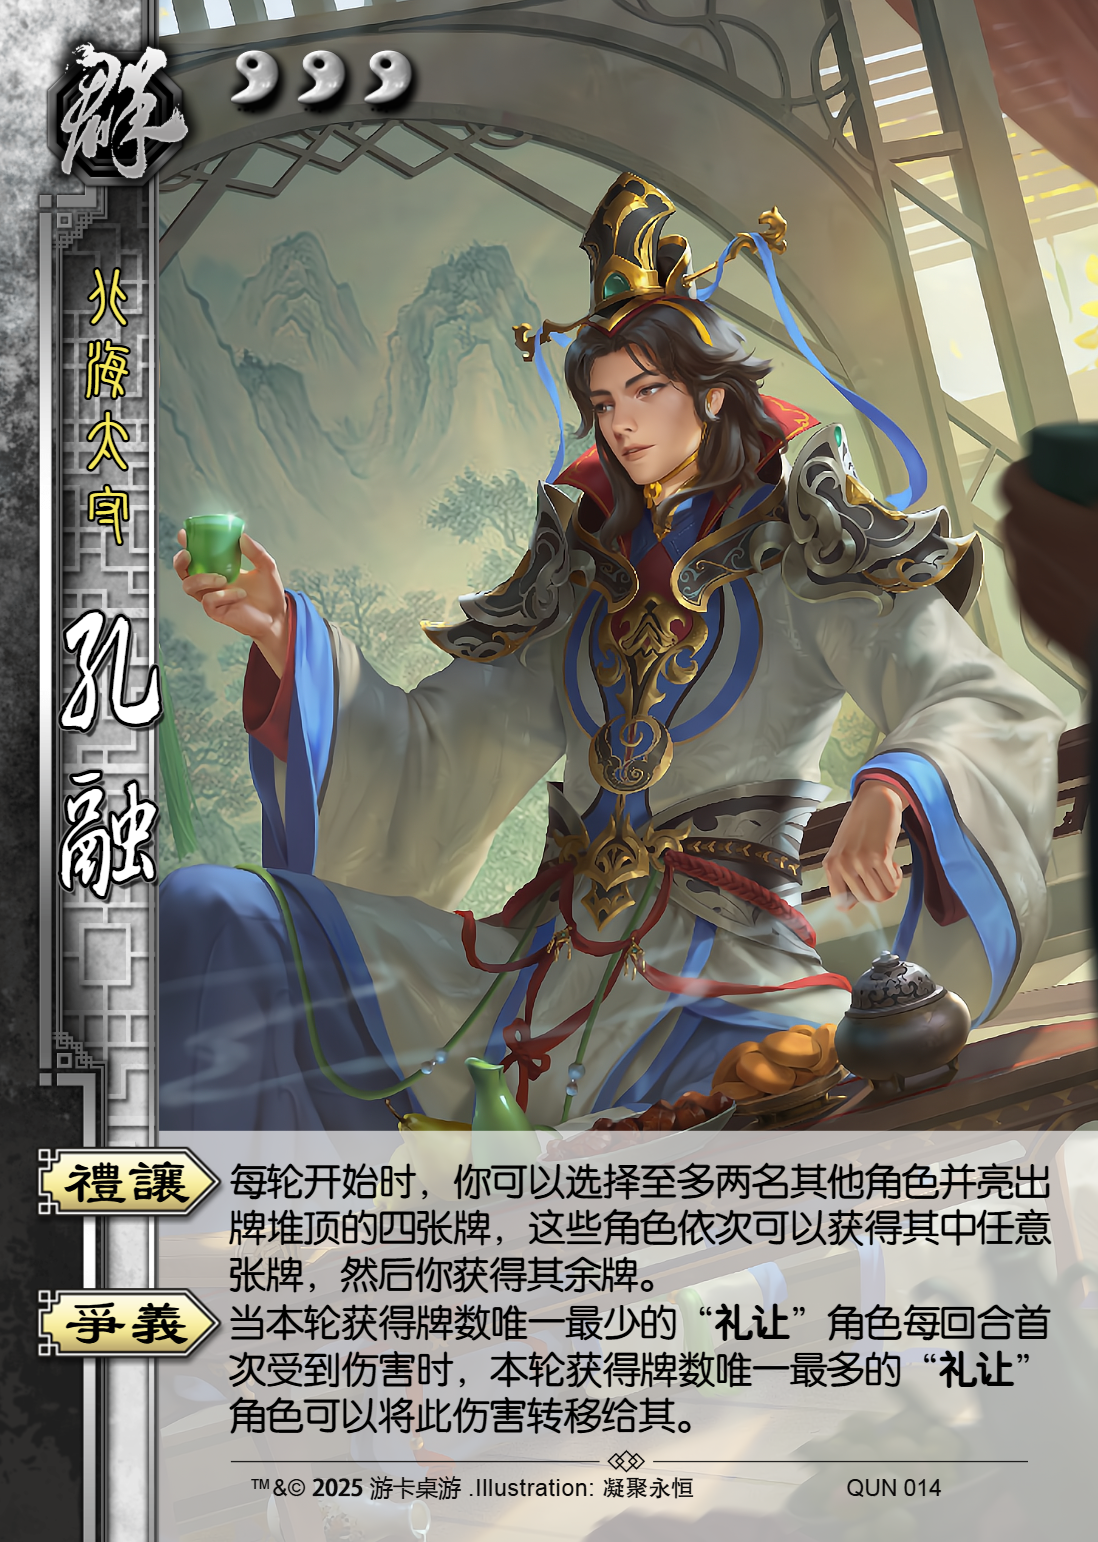 群
北海太守
孔融
禮讓
每轮开始时，你可以选择至多两名其他角色并亮出
牌堆顶的四张牌，这些角色依次可以获得其中任意
张牌，然后你获得其余牌。
爭義
当本轮获得牌数唯一最少的“礼让”角色每回合首
次受到伤害时，本轮获得牌数唯一最多的“礼让”
角色可以将此伤害转移给其。
™&© 2025 游卡桌游 .Illustration: 凝聚永恒
QUN 014